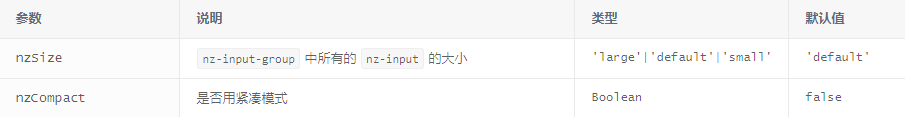 参数 说明 类型 默认值
nzSize nz-input-group 中所有的 nz-input 的大小 'large'|'default'|'small' 'default'
nzCompact 是否用紧凑模式 Boolean false